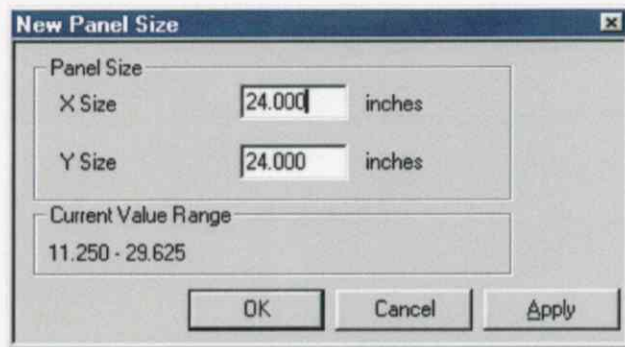 New Panel Size
Panel Size
X Size 24.000 inches
Y Size 24.000 inches
Current Value Range
11.250 - 29.625
OK Cancel Apply